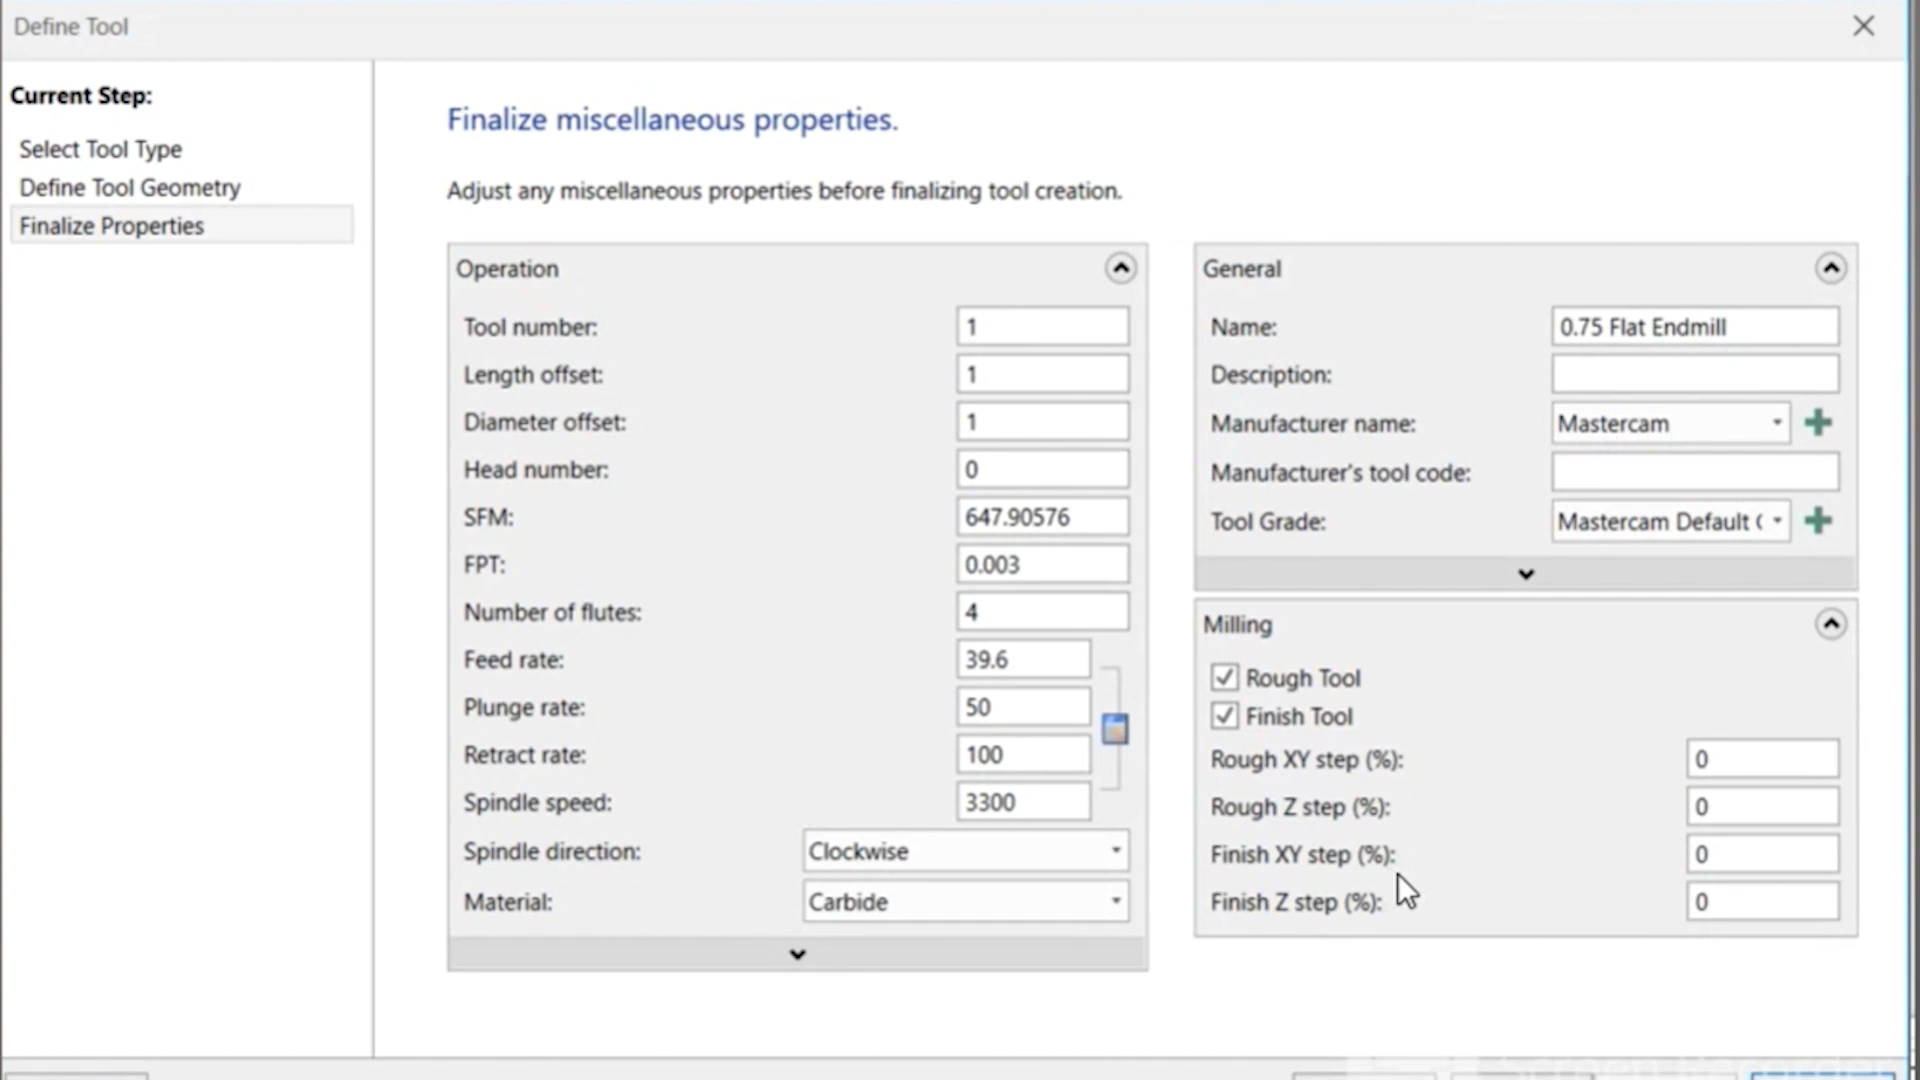 Define Tool
Current Step:
Select Tool Type
Define Tool Geometry
Finalize Properties
Finalize miscellaneous properties.
Adjust any miscellaneous properties before finalizing tool creation.
Operation
Tool number: 1
Length offset: 1
Diameter offset: 1
Head number: 0
SFM: 647.90576
FPT: 0.003
Number of flutes: 4
Feed rate: 39.6
Plunge rate: 50
Retract rate: 100
Spindle speed: 3300
Spindle direction: Clockwise
Material: Carbide
General
Name: 0.75 Flat Endmill
Description:
Manufacturer name: Mastercam
Manufacturer's tool code:
Tool Grade: Mastercam Default
Milling
Rough Tool
Finish Tool
Rough XY step (%): 0
Rough Z step (%): 0
Finish XY step (%): 0
Finish Z step (%): 0